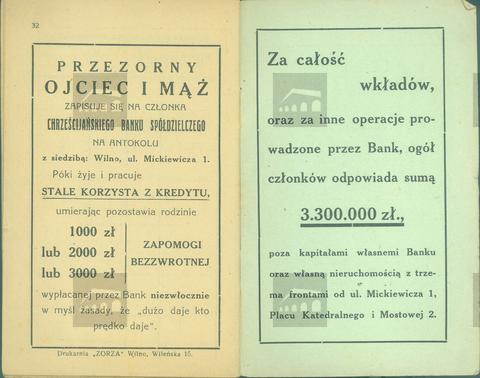 32
PRZEZORNY
OJCIEC I MĄŻ
ZAPISUJE SIĘ NA CZŁONKA
CHRZEŚCIJAŃSKIEGO BANKU SPÓŁDZIELCZEGO
NA ANTOKOLU
z siedzibą: Wilno, ul. Mickiewicza 1.
Póki żyje i pracuje
STALE KORZYSTA Z KREDYTU,
umierając pozostawia rodzinie
1000 zł
lub 2000 zł
lub 3000 zł
ZAPOMOGI
BEZZWROTNEJ
wypłacanej przez Bank niezwłocznie
w myśl zasady, że „dużo daje kto
prędko daje".
Drukarnia „ZORZA" Wilno, Wileńska 15.
Za całość
wkładów,
oraz za inne operacje pro-
wadzone przez Bank, ogół
członków odpowiada sumą
3.300.000 zł.,
poza kapitałami własnemi Banku
oraz własną nieruchomością z trze-
ma frontami od ul. Mickiewicza 1,
Placu Katedralnego i Mostowej 2.